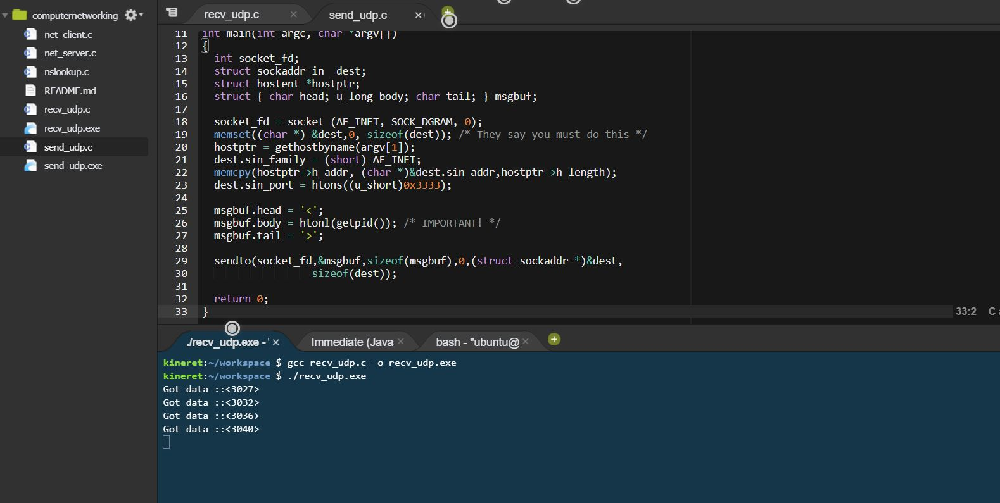 computernetworking
net_client.c
net_server.c
nslookup.c
README.md
recv_udp.c
recv_udp.exe
send_udp.c
send_udp.exe
recv_udp.c × send_udp.c ×
11 int main(int argc, char *argv[])
12 {
13 int socket_fd;
14 struct sockaddr_in  dest;
15 struct hostent *hostptr;
16 struct { char head; u_long body; char tail; } msgbuf;
17
18 socket_fd = socket (AF_INET, SOCK_DGRAM, 0);
19 memset((char *) &dest,0, sizeof(dest)); /* They say you must do this */
20 hostptr = gethostbyname(argv[1]);
21 dest.sin_family = (short) AF_INET;
22 memcpy(hostptr->h_addr, (char *)&dest.sin_addr,hostptr->h_length);
23 dest.sin_port = htons((u_short)0x3333);
24
25 msgbuf.head = '<';
26 msgbuf.body = htonl(getpid()); /* IMPORTANT! */
27 msgbuf.tail = '>';
28
29 sendto(socket_fd,&msgbuf,sizeof(msgbuf),0,(struct sockaddr *)&dest,
30 sizeof(dest));
31
32 return 0;
33 }
33:2 C
./recv_udp.exe - ' × Immediate (Java × bash - "ubuntu@ ×
kineret:~/workspace $ gcc recv_udp.c -o recv_udp.exe
kineret:~/workspace $ ./recv_udp.exe
Got data ::<3027>
Got data ::<3032>
Got data ::<3036>
Got data ::<3040>